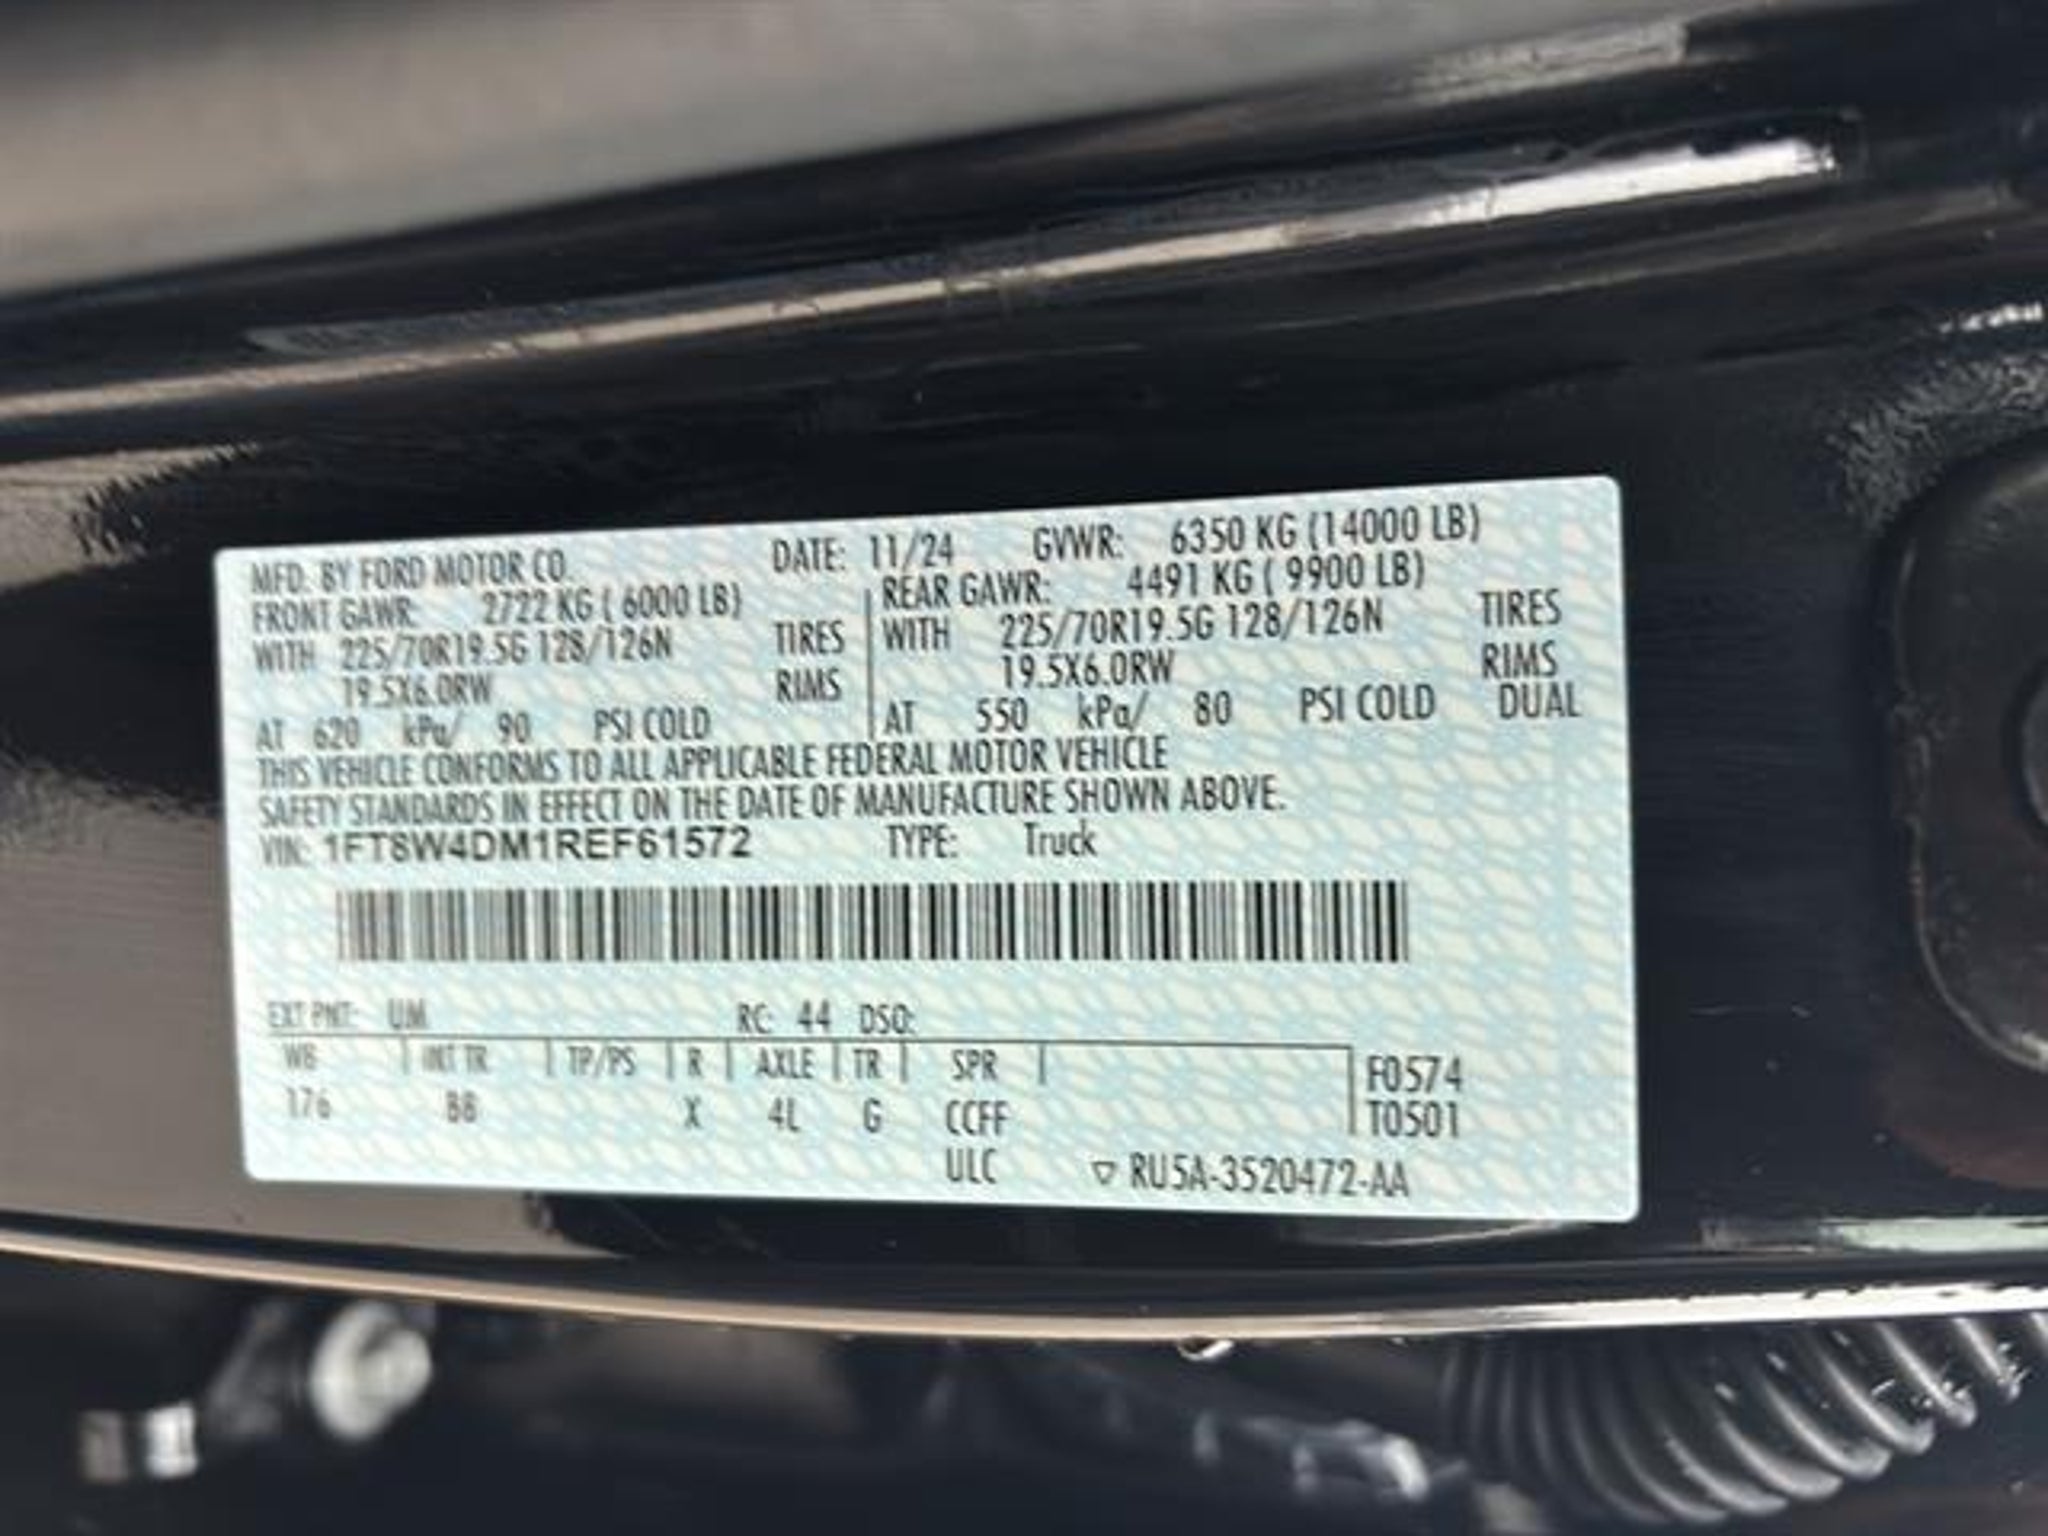 MFD. BY FORD MOTOR CO. DATE: 11/24 GVWR: 6350 KG (14000 LB)
FRONT GAWR: 2722 KG ( 6000 LB) REAR GAWR: 4491 KG ( 9900 LB)
WITH 225/70R19.5G 128/126N TIRES WITH 225/70R19.5G 128/126N TIRES
19.5X6.0RW RIMS 19.5X6.0RW RIMS
AT 620 kPa/ 90 PSI COLD AT 550 kPa/ 80 PSI COLD DUAL
THIS VEHICLE CONFORMS TO ALL APPLICABLE FEDERAL MOTOR VEHICLE
SAFETY STANDARDS IN EFFECT ON THE DATE OF MANUFACTURE SHOWN ABOVE.
VIN: 1FT8W4DM1REF61572 TYPE: Truck
EXT PNT: UM RC: 44 DSO:
WB INT TR TP/PS R AXLE TR SPR F0574
176 B8 X 4L G CCFF T0501
ULC ▽ RU5A-3520472-AA